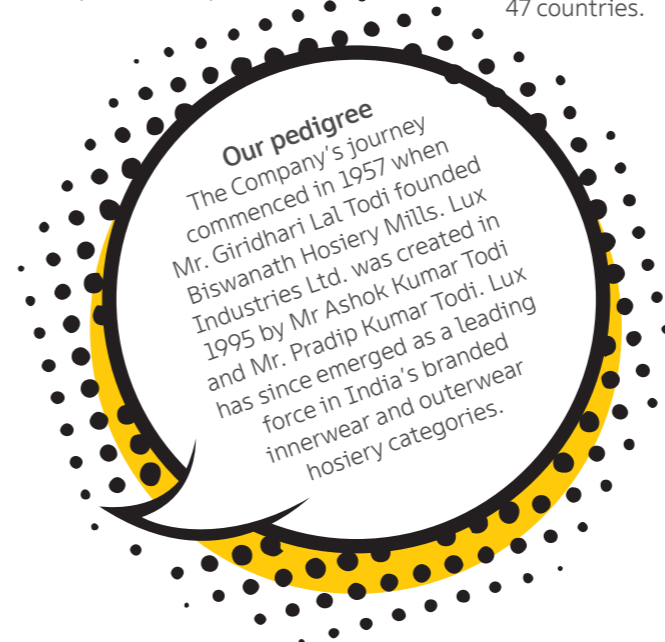 47 countries.
Our pedigree
The Company's journey
commenced in 1957 when
Mr. Giridhari Lal Todi founded
Biswanath Hosiery Mills. Lux
Industries Ltd. was created in
1995 by Mr Ashok Kumar Todi
and Mr. Pradip Kumar Todi. Lux
has since emerged as a leading
force in India's branded
innerwear and outerwear
hosiery categories.